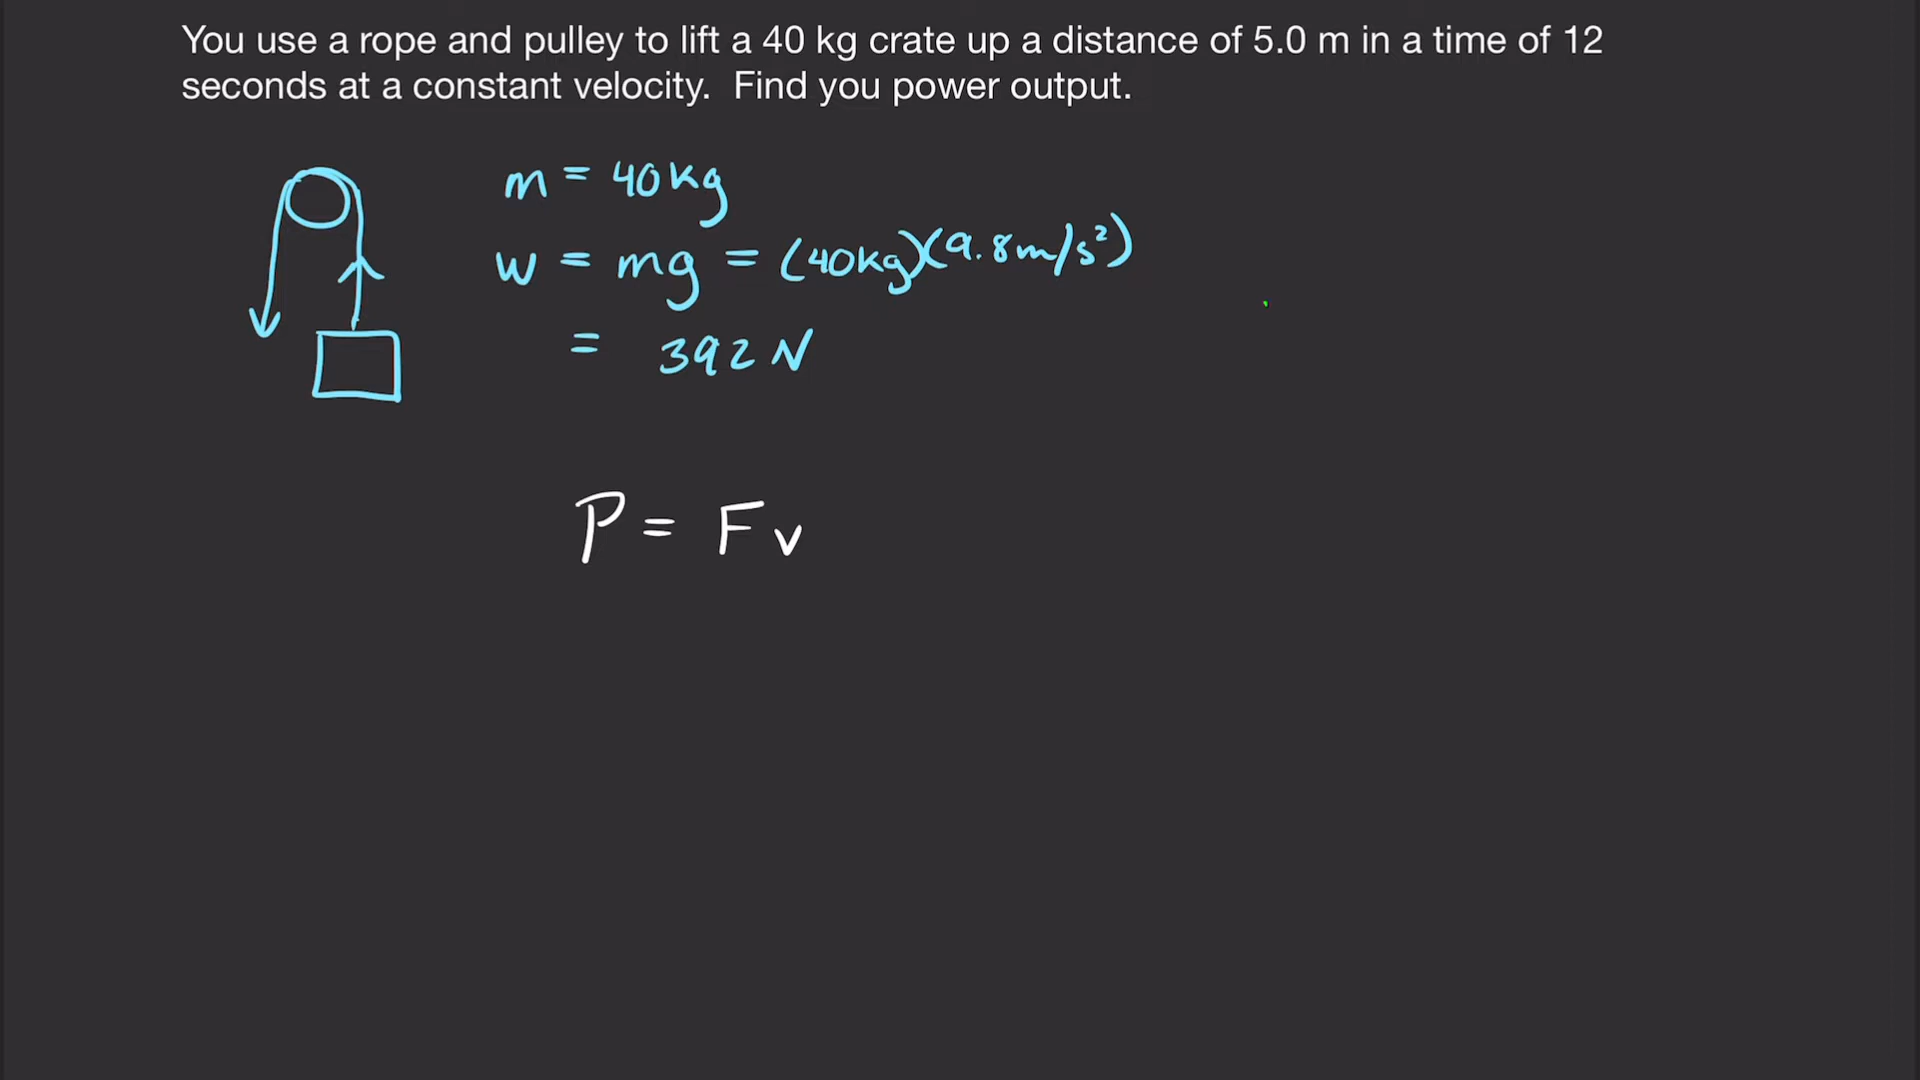 You use a rope and pulley to lift a 40 kg crate up a distance of 5.0 m in a time of 12
seconds at a constant velocity.  Find you power output.
m = 40kg
w = mg = (40kg)(9.8m/s²)
= 392 N
P = Fv